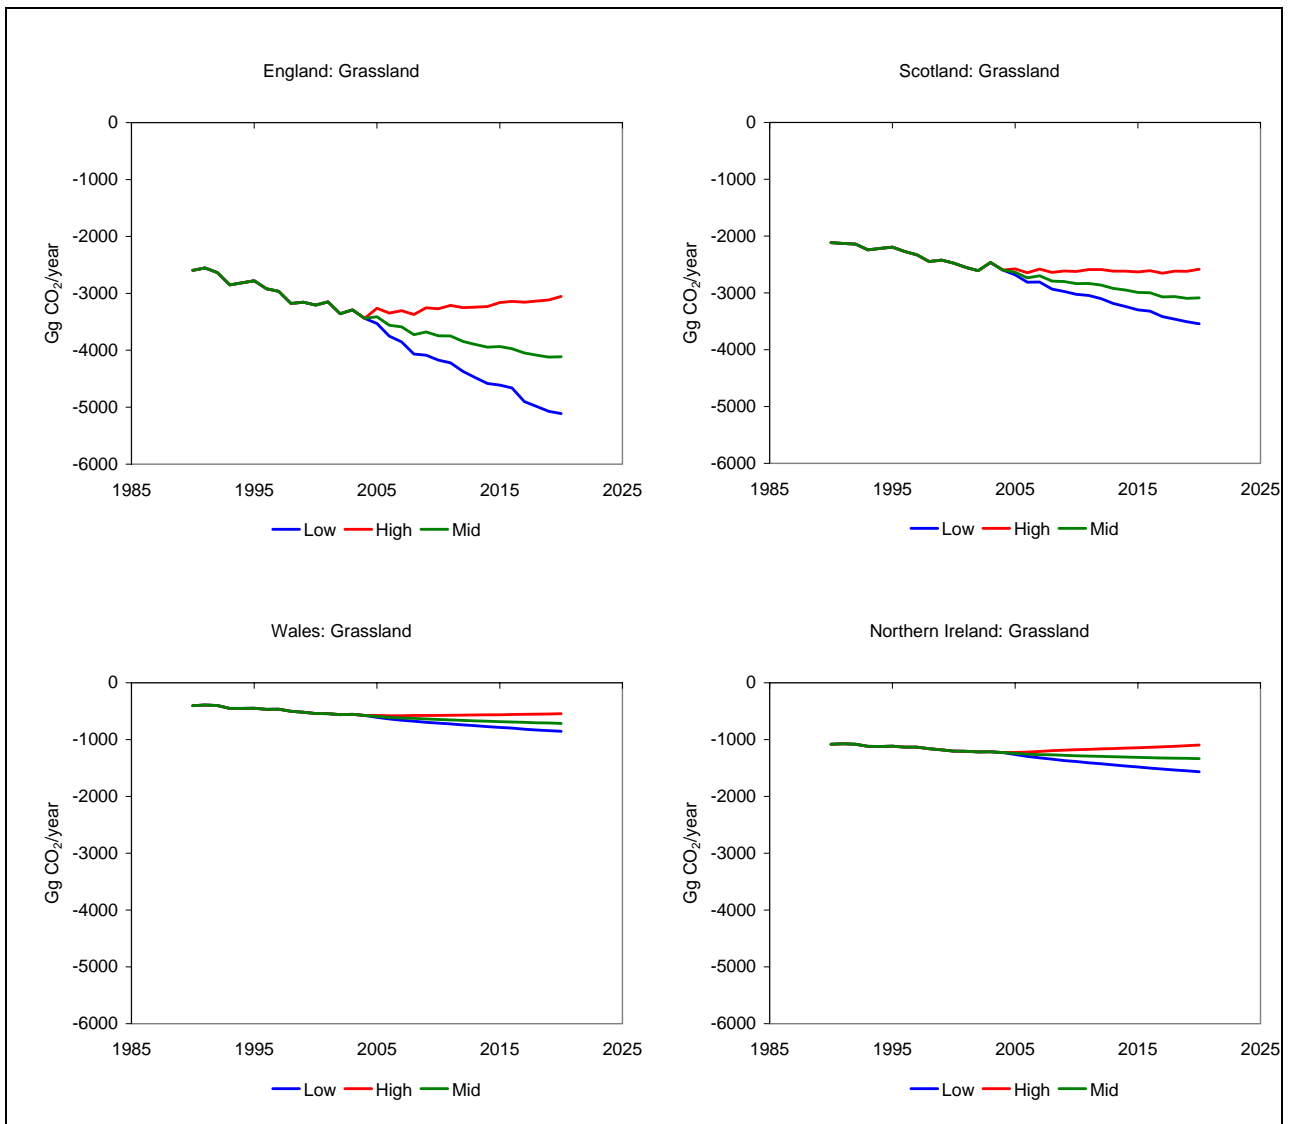 England: Grassland
0
-1000
-2000
-3000
-4000
-5000
-6000
1985 1995 2005 2015 2025
Gg CO₂/year
Low High Mid
Scotland: Grassland
0
-1000
-2000
-3000
-4000
-5000
-6000
1985 1995 2005 2015 2025
Gg CO₂/year
Low High Mid
Wales: Grassland
0
-1000
-2000
-3000
-4000
-5000
-6000
1985 1995 2005 2015 2025
Gg CO₂/year
Low High Mid
Northern Ireland: Grassland
0
-1000
-2000
-3000
-4000
-5000
-6000
1985 1995 2005 2015 2025
Gg CO₂/year
Low High Mid